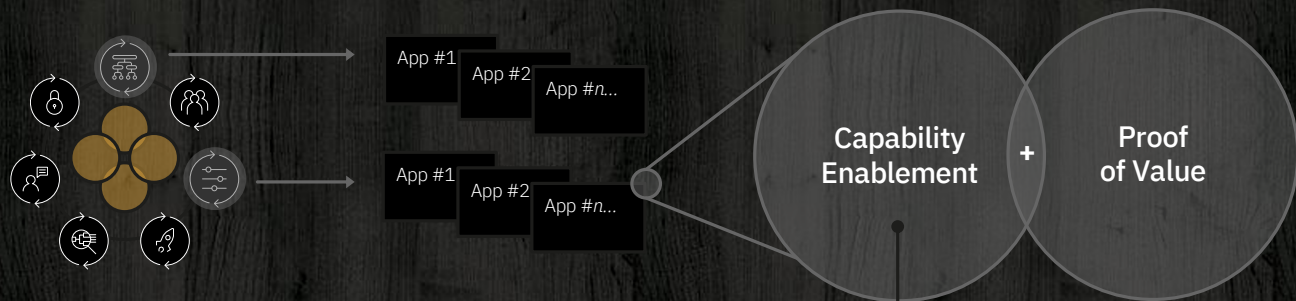 App #1
App #2
App #n...
App #1
App #2
App #n...
Capability
Enablement
+
Proof
of Value